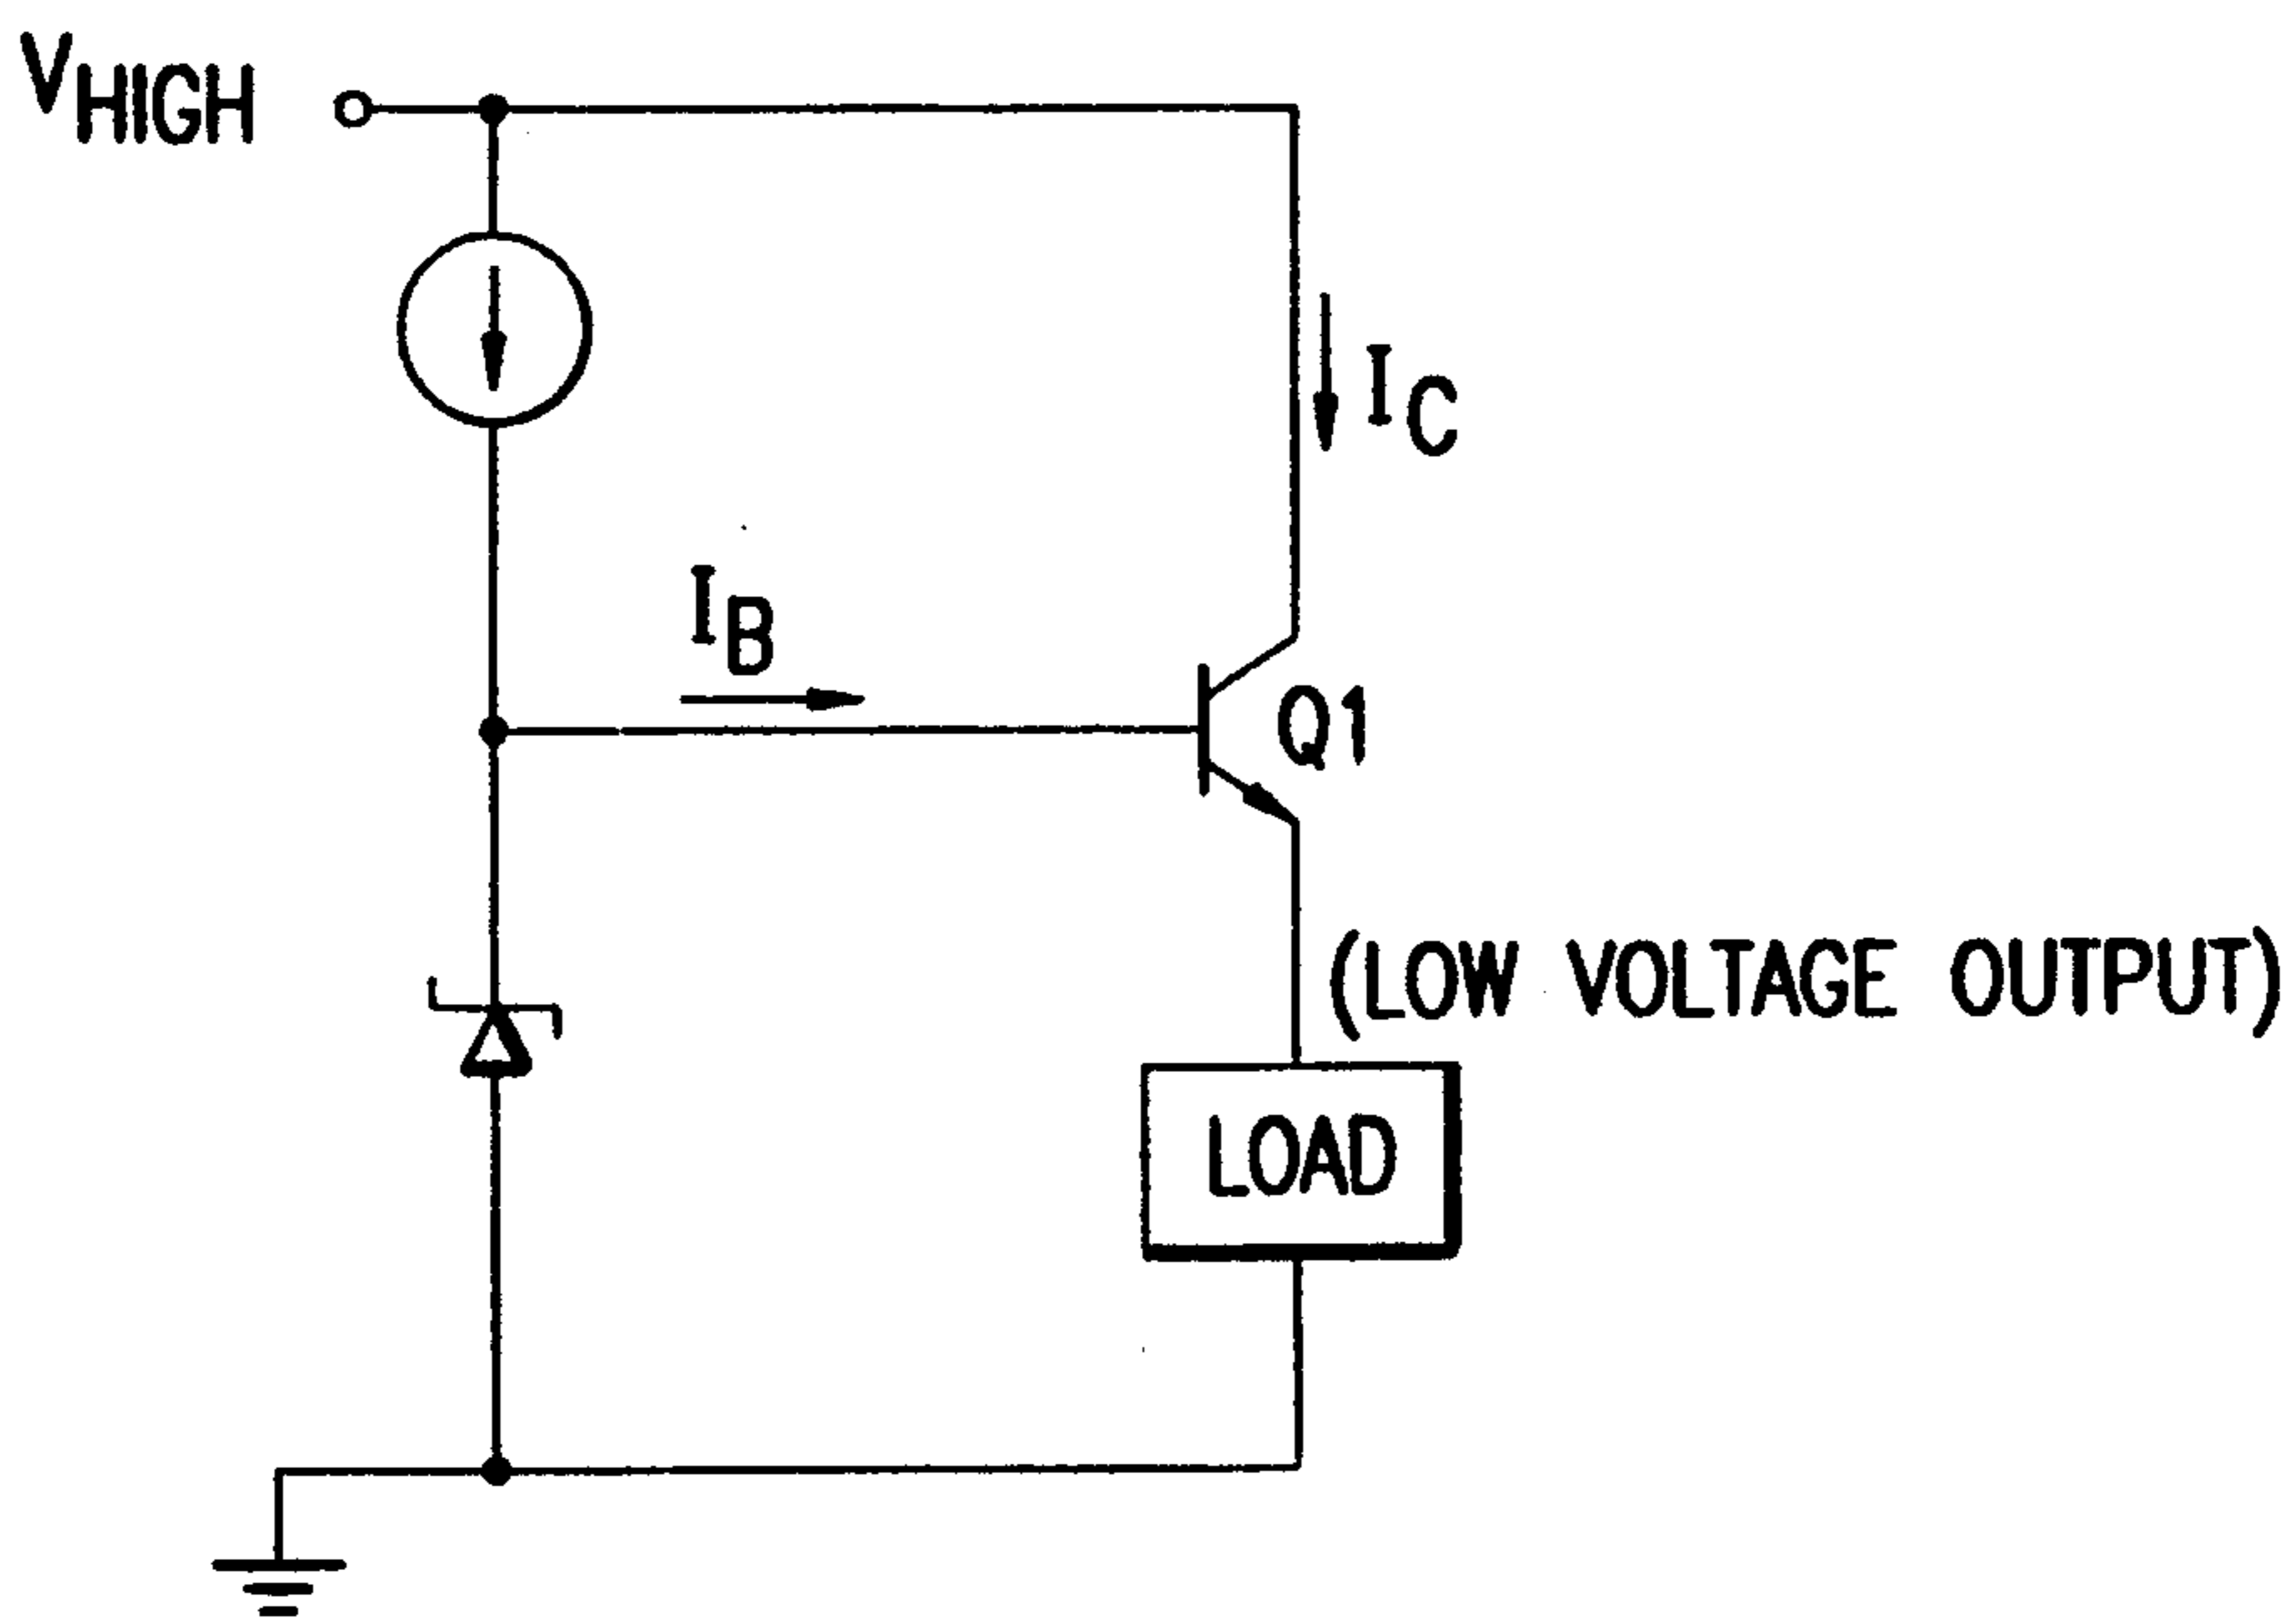 VHIGH
IC
IB
Q1
(LOW VOLTAGE OUTPUT)
LOAD